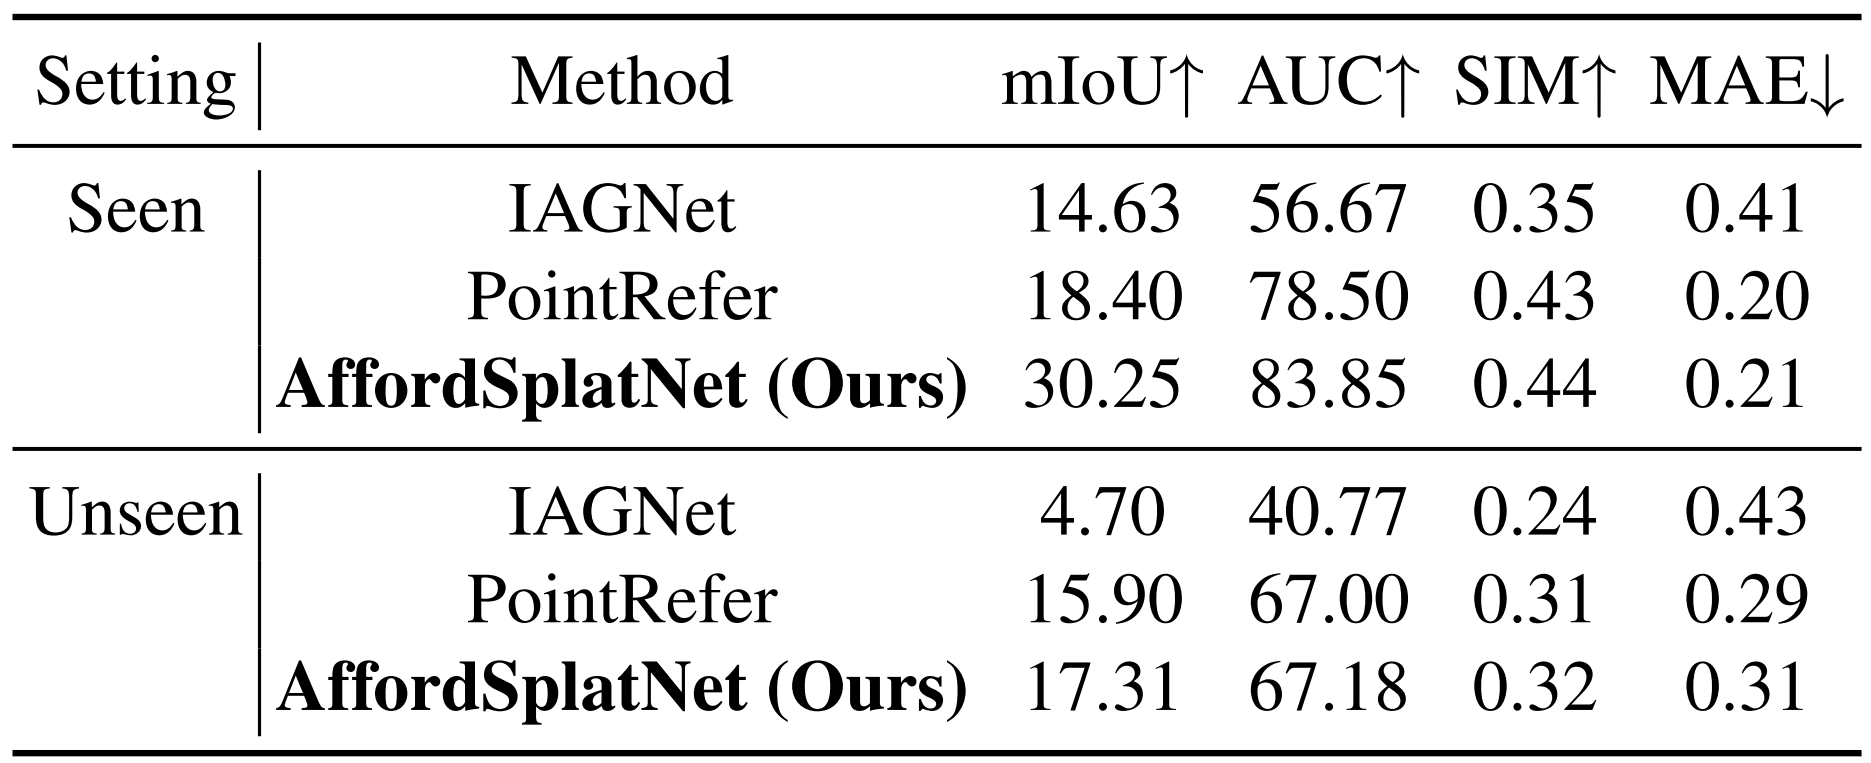 Setting Method mIoU↑ AUC↑ SIM↑ MAE↓
Seen IAGNet 14.63 56.67 0.35 0.41
PointRefer 18.40 78.50 0.43 0.20
AffordSplatNet (Ours) 30.25 83.85 0.44 0.21
Unseen IAGNet 4.70 40.77 0.24 0.43
PointRefer 15.90 67.00 0.31 0.29
AffordSplatNet (Ours) 17.31 67.18 0.32 0.31